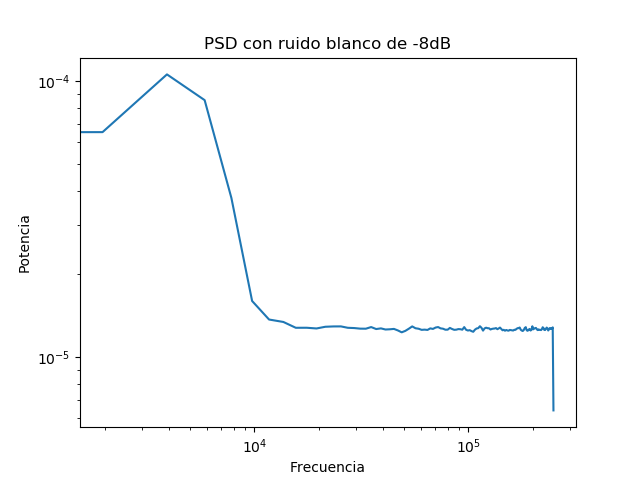 PSD con ruido blanco de -8dB
10⁻⁴
10⁻⁵
Potencia
10⁴
10⁵
Frecuencia